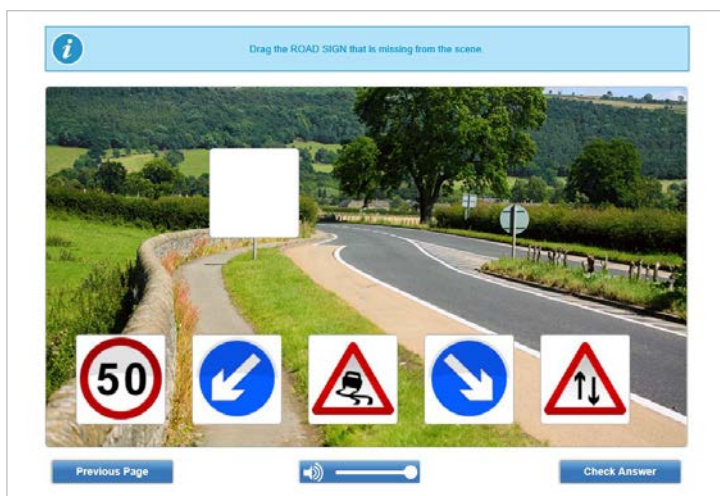 i
Drag the ROAD SIGN that is missing from the scene.
50
Previous Page
Check Answer